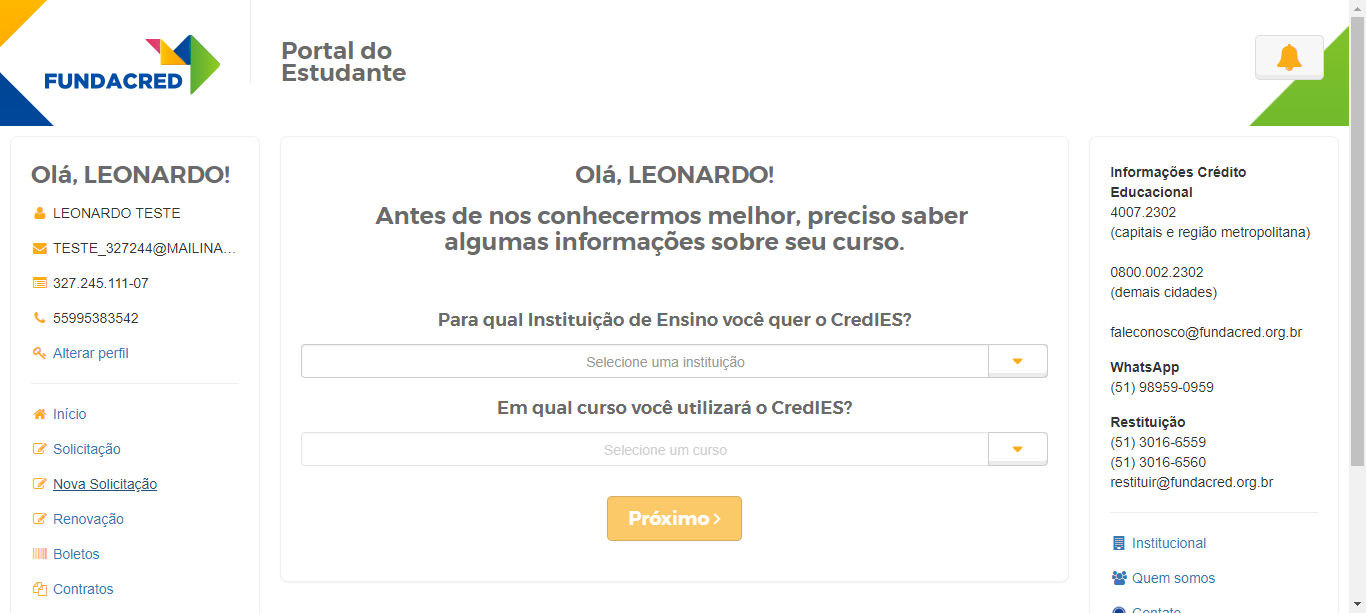 FUNDACRED
Portal do
Estudante
Olá, LEONARDO!
LEONARDO TESTE
TESTE_327244@MAILINA...
327.245.111-07
55995383542
Alterar perfil
Início
Solicitação
Nova Solicitação
Renovação
Boletos
Contratos
Olá, LEONARDO!
Antes de nos conhecermos melhor, preciso saber
algumas informações sobre seu curso.
Para qual Instituição de Ensino você quer o CredIES?
Selecione uma instituição
Em qual curso você utilizará o CredIES?
Selecione um curso
Próximo
Informações Crédito
Educacional
4007.2302
(capitais e região metropolitana)
0800.002.2302
(demais cidades)
faleconosco@fundacred.org.br
WhatsApp
(51) 98959-0959
Restituição
(51) 3016-6559
(51) 3016-6560
restituir@fundacred.org.br
Institucional
Quem somos
Contato